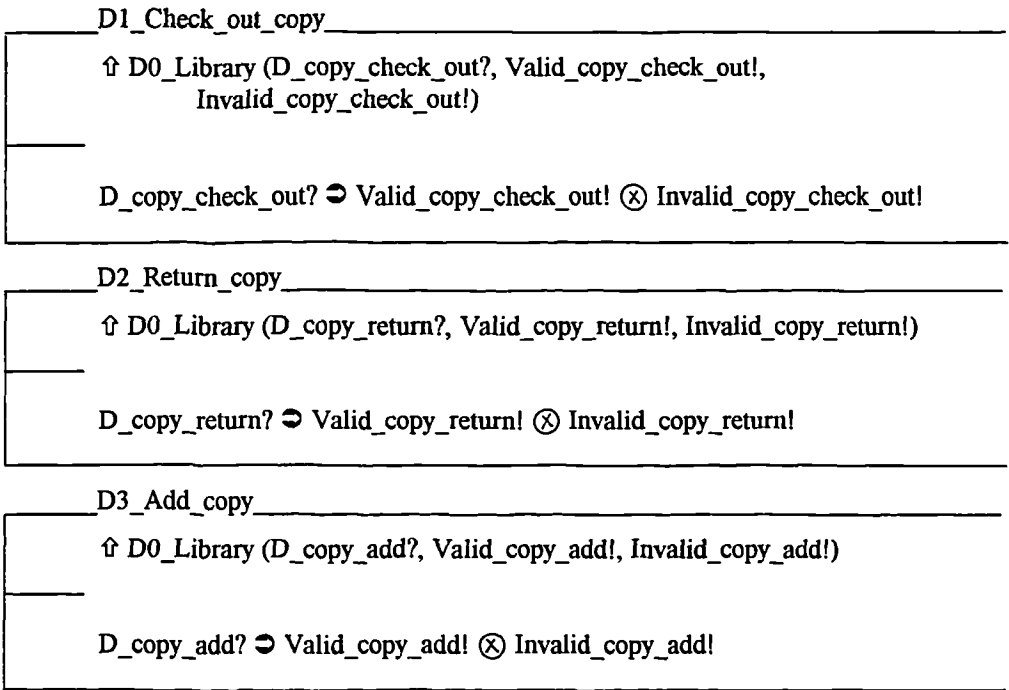 D1_Check_out_copy
⇧ D0_Library (D_copy_check_out?, Valid_copy_check_out!,
Invalid_copy_check_out!)
D_copy_check_out? ➲ Valid_copy_check_out! ⓧ Invalid_copy_check_out!
D2_Return_copy
⇧ D0_Library (D_copy_return?, Valid_copy_return!, Invalid_copy_return!)
D_copy_return? ➲ Valid_copy_return! ⓧ Invalid_copy_return!
D3_Add_copy
⇧ D0_Library (D_copy_add?, Valid_copy_add!, Invalid_copy_add!)
D_copy_add? ➲ Valid_copy_add! ⓧ Invalid_copy_add!